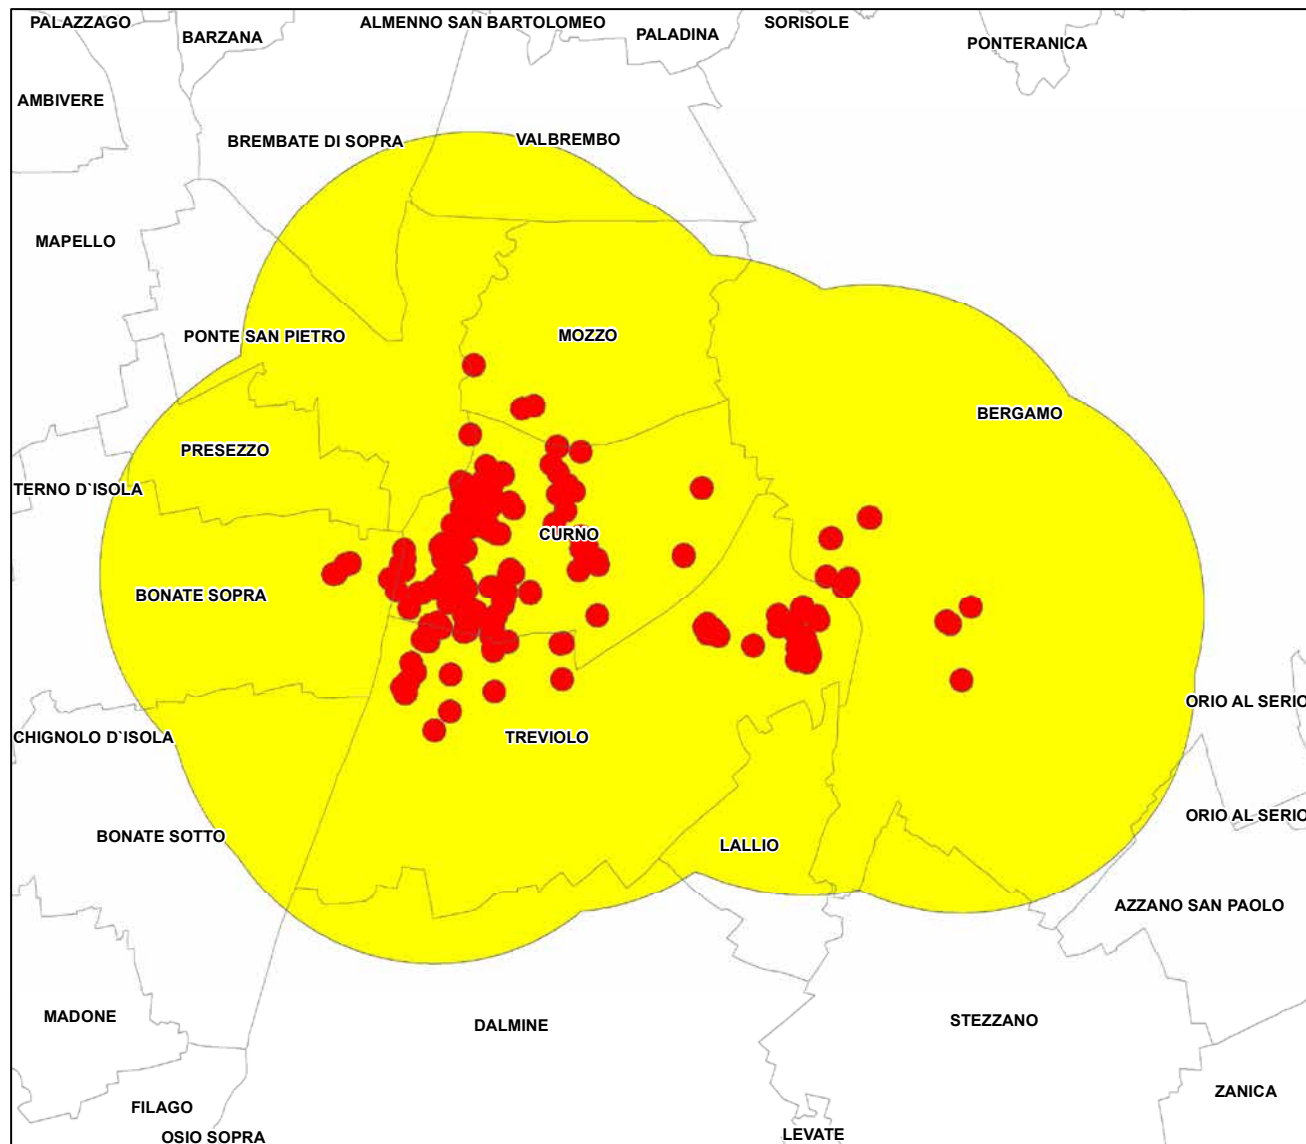 PALAZZAGO
ALMENNO SAN BARTOLOMEO
SORISOLE
BARZANA
PALADINA
PONTERANICA
AMBIVERE
BREMBATE DI SOPRA
VALBREMBO
MAPELLO
PONTE SAN PIETRO
MOZZO
BERGAMO
PRESEZZO
TERNO D`ISOLA
CURNO
BONATE SOPRA
ORIO AL SERIO
CHIGNOLO D`ISOLA
TREVIOLO
ORIO AL SERIO
BONATE SOTTO
LALLIO
AZZANO SAN PAOLO
MADONE
DALMINE
STEZZANO
ZANICA
FILAGO
OSIO SOPRA
LEVATE